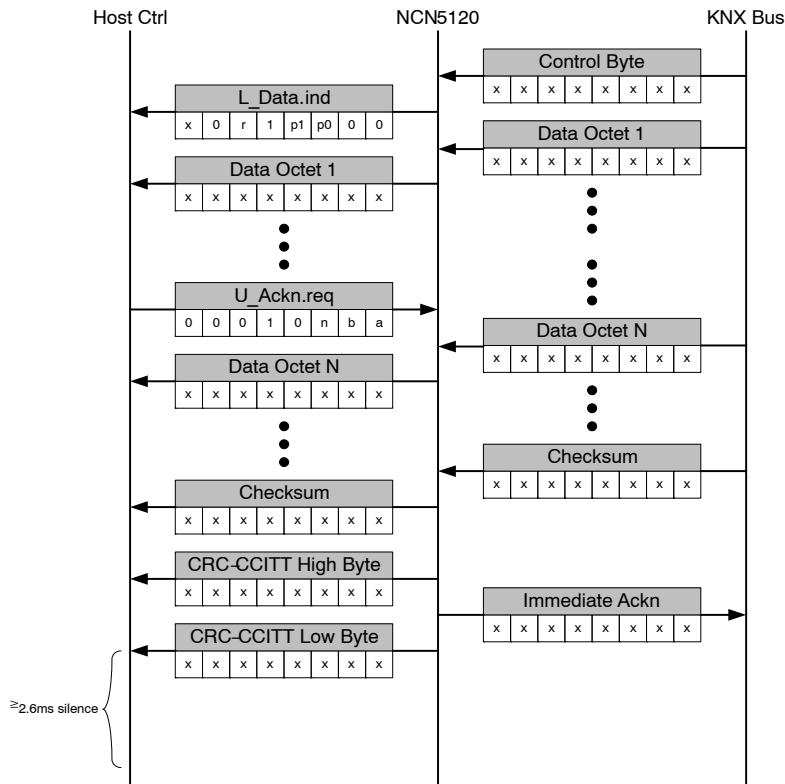 Host Ctrl NCN5120 KNX Bus
Control Byte
x x x x x x x x
L_Data.ind
x 0 r 1 p1 p0 0 0
Data Octet 1
x x x x x x x x
Data Octet 1
x x x x x x x x
U_Ackn.req
0 0 0 1 0 n b a
Data Octet N
x x x x x x x x
Data Octet N
x x x x x x x x
Checksum
x x x x x x x x
Checksum
x x x x x x x x
CRC-CCITT High Byte
x x x x x x x x
Immediate Ackn
x x x x x x x x
CRC-CCITT Low Byte
x x x x x x x x
≥2.6ms silence